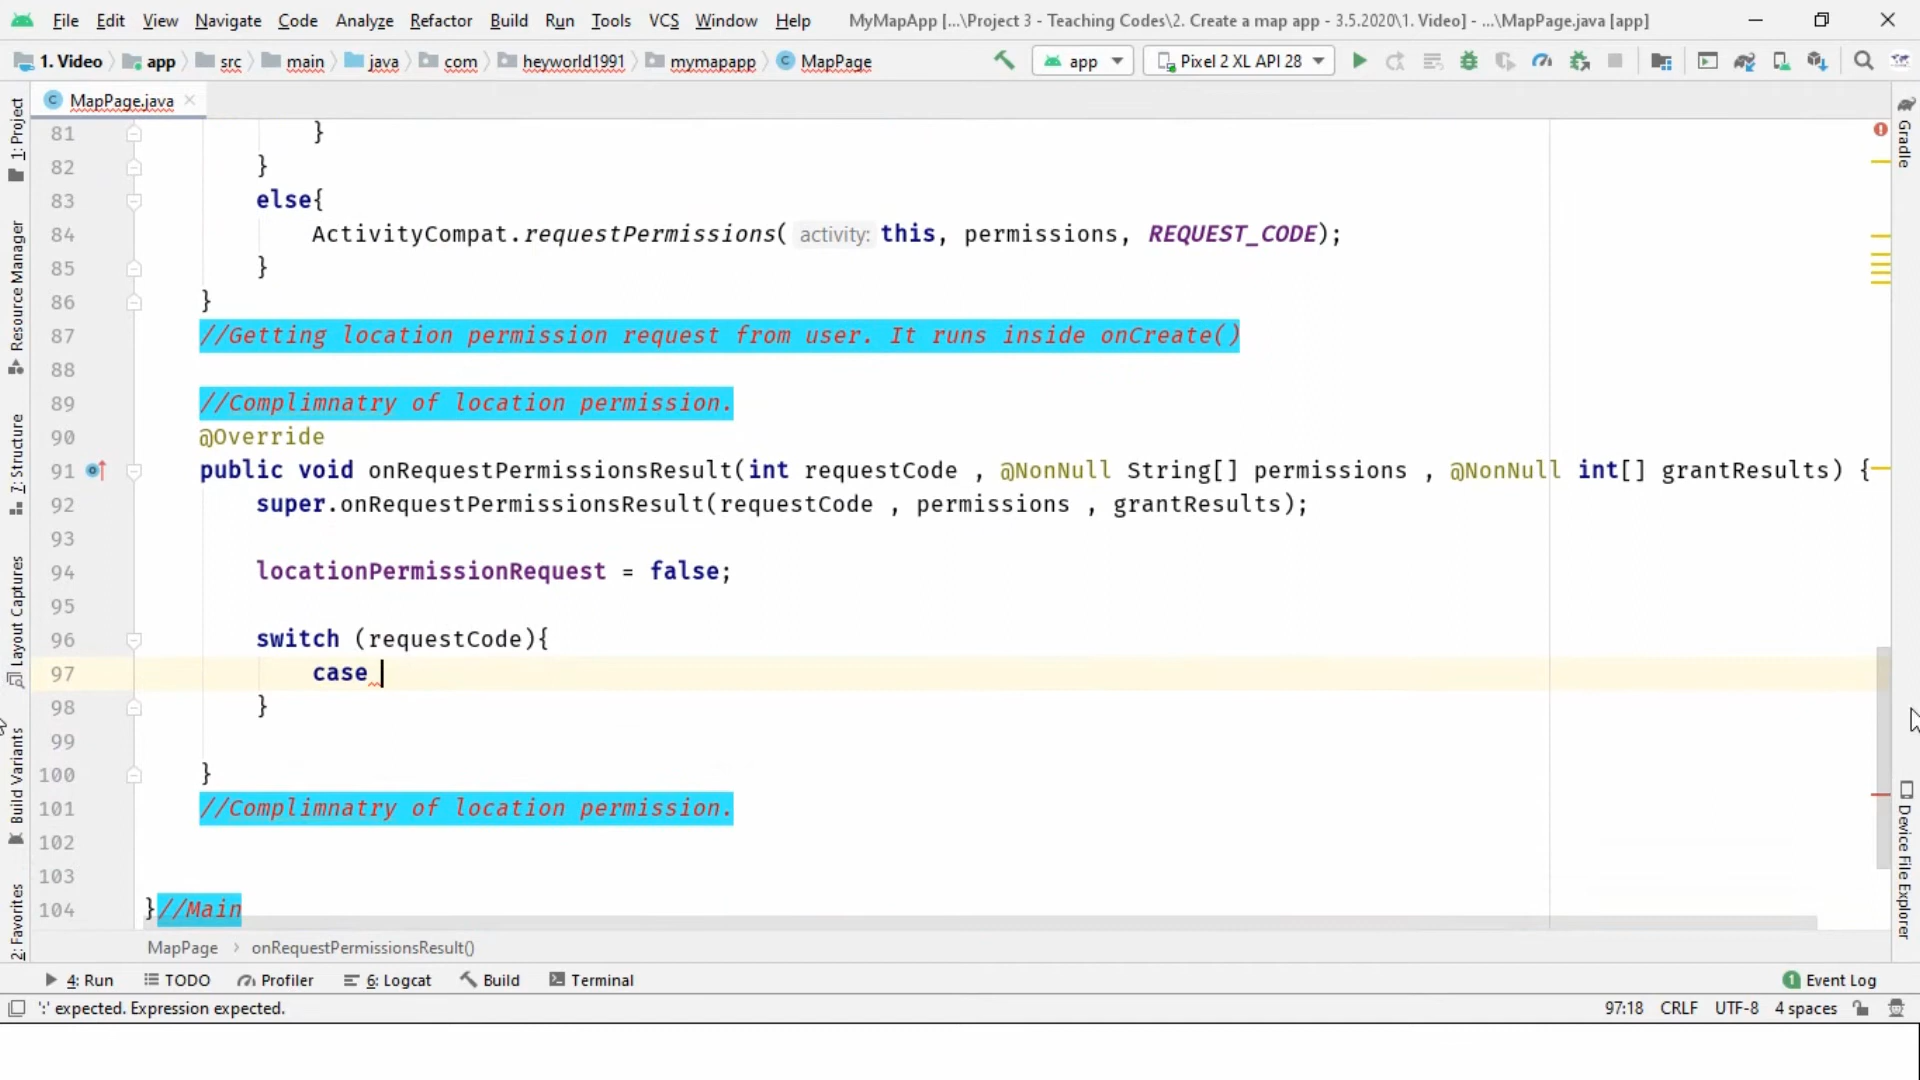 File Edit View Navigate Code Analyze Refactor Build Run Tools VCS Window Help MyMapApp [...\Project 3 - Teaching Codes\2. Create a map app - 3.5.2020\1. Video] - ...\MapPage.java [app]
1. Video app src main java com heyworld1991 mymapapp MapPage app Pixel 2 XL API 28
MapPage.java
1: Project
Resource Manager
7: Structure
Layout Captures
Build Variants
2: Favorites
81 }
82 }
83 else{
84 ActivityCompat.requestPermissions( activity: this, permissions, REQUEST_CODE);
85 }
86 }
87 //Getting location permission request from user. It runs inside onCreate()
88
89 //Complimnatry of location permission.
90 @Override
91 public void onRequestPermissionsResult(int requestCode , @NonNull String[] permissions , @NonNull int[] grantResults) {
92 super.onRequestPermissionsResult(requestCode , permissions , grantResults);
93
94 locationPermissionRequest = false;
95
96 switch (requestCode){
97 case
98 }
99
100 }
101 //Complimnatry of location permission.
102
103
104 }//Main
Gradle
Device File Explorer
MapPage onRequestPermissionsResult()
4: Run TODO Profiler 6: Logcat Build Terminal 1 Event Log
':' expected. Expression expected. 97:18 CRLF UTF-8 4 spaces